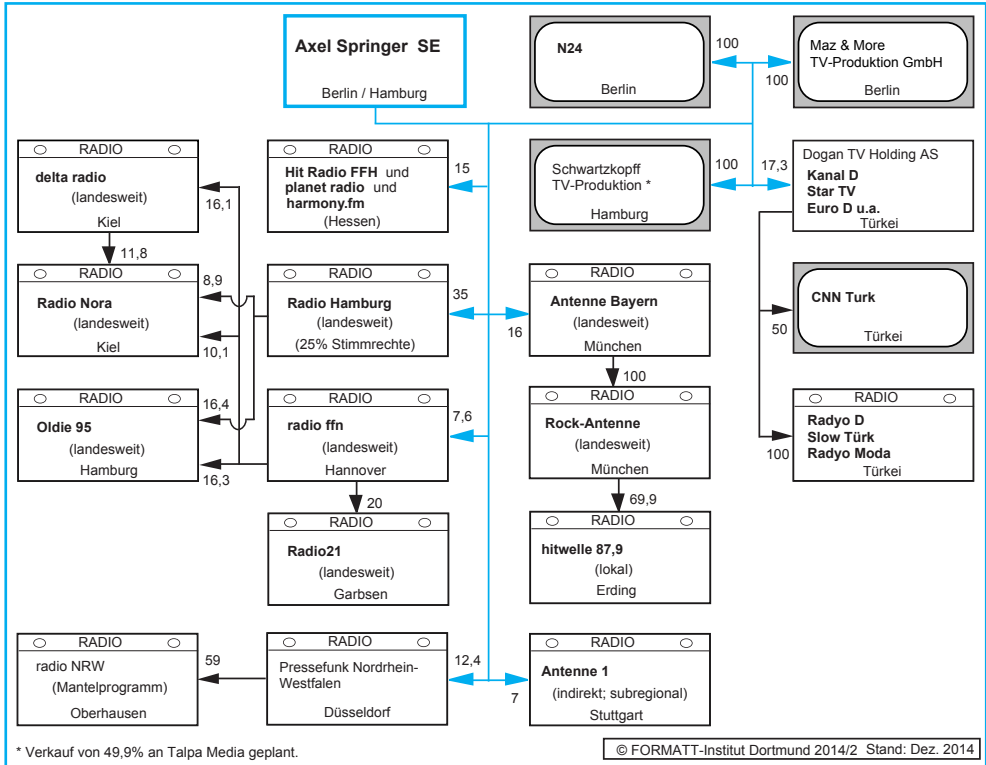 Axel Springer SE
Berlin / Hamburg
N24
Berlin
100
100
Maz & More
TV-Produktion GmbH
Berlin
RADIO
delta radio
(landesweit)
Kiel
16,1
11,8
RADIO
Hit Radio FFH und
planet radio und
harmony.fm
(Hessen)
15
Schwartzkopff
TV-Produktion *
Hamburg
100
17,3
Dogan TV Holding AS
Kanal D
Star TV
Euro D u.a.
Türkei
RADIO
Radio Nora
(landesweit)
Kiel
8,9
10,1
RADIO
Radio Hamburg
(landesweit)
(25% Stimmrechte)
35
16
RADIO
Antenne Bayern
(landesweit)
München
100
CNN Turk
Türkei
50
RADIO
Oldie 95
(landesweit)
Hamburg
16,4
16,3
RADIO
radio ffn
(landesweit)
Hannover
7,6
20
RADIO
Rock-Antenne
(landesweit)
München
69,9
RADIO
Radyo D
Slow Türk
Radyo Moda
Türkei
100
RADIO
Radio21
(landesweit)
Garbsen
RADIO
hitwelle 87,9
(lokal)
Erding
RADIO
radio NRW
(Mantelprogramm)
Oberhausen
59
RADIO
Pressefunk Nordrhein-
Westfalen
Düsseldorf
12,4
7
RADIO
Antenne 1
(indirekt; subregional)
Stuttgart
* Verkauf von 49,9% an Talpa Media geplant.
© FORMATT-Institut Dortmund 2014/2 Stand: Dez. 2014